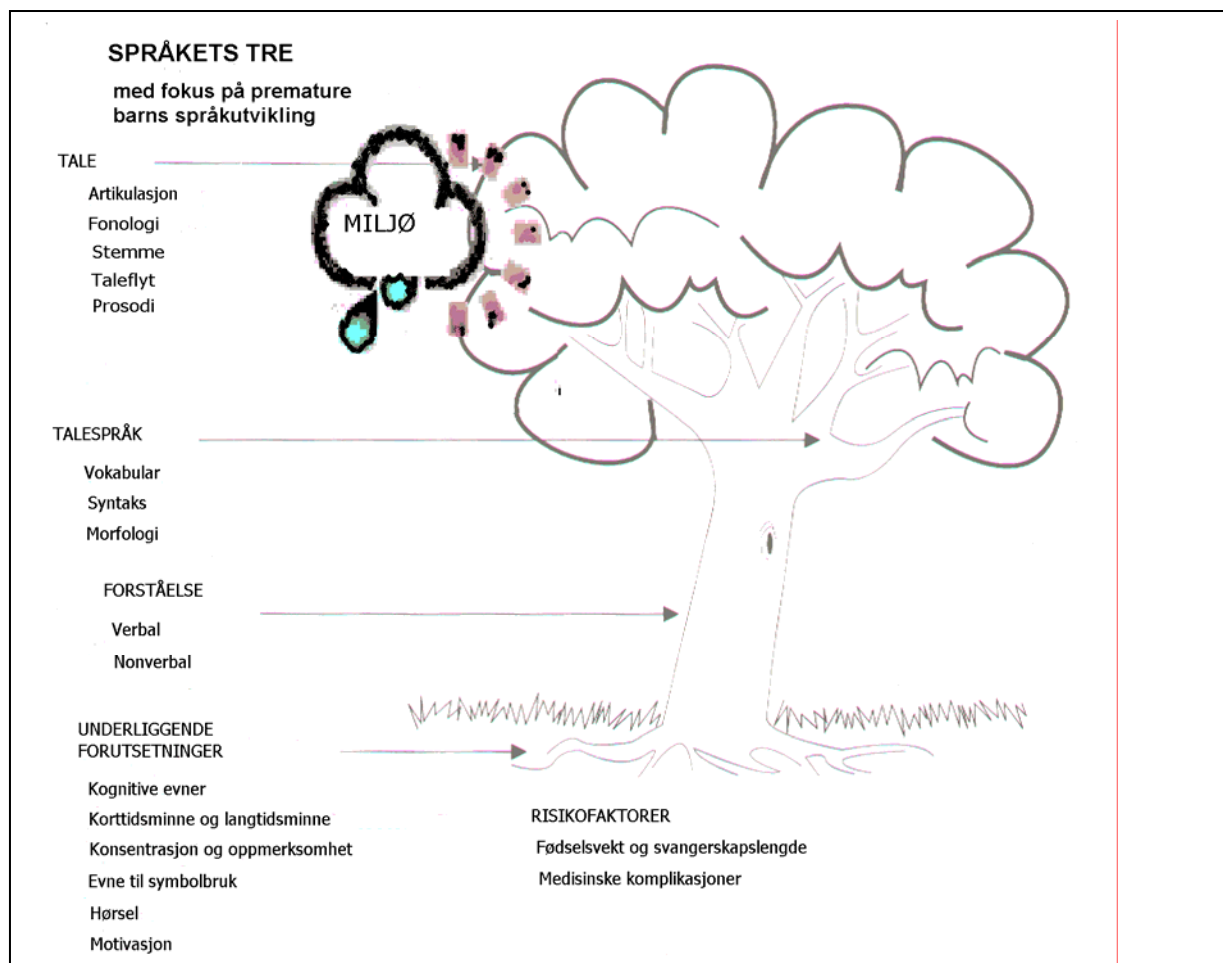 SPRÅKETS TRE
med fokus på premature
barns språkutvikling
TALE
Artikulasjon
Fonologi
Stemme
Taleflyt
Prosodi
MILJØ
TALESPRÅK
Vokabular
Syntaks
Morfologi
FORSTÅELSE
Verbal
Nonverbal
UNDERLIGGENDE
FORUTSETNINGER
Kognitive evner
Korttidsminne og langtidsminne
Konsentrasjon og oppmerksomhet
Evne til symbolbruk
Hørsel
Motivasjon
RISIKOFAKTORER
Fødselsvekt og svangerskapslengde
Medisinske komplikasjoner